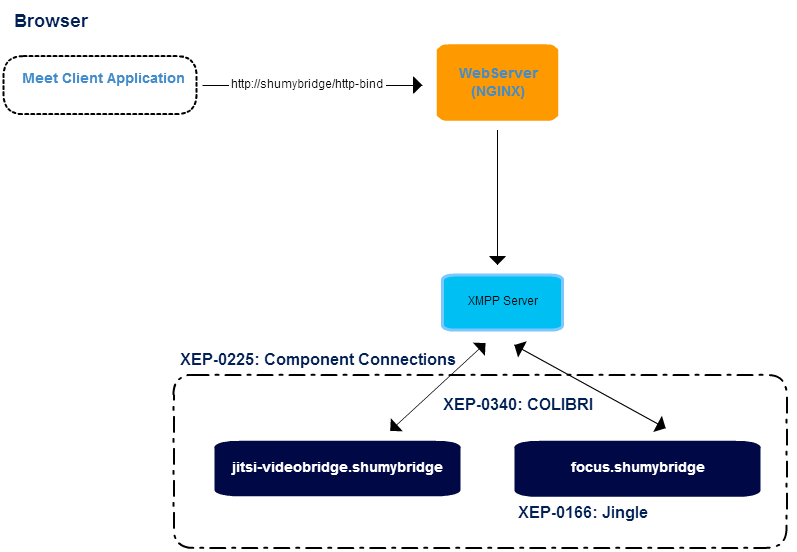 Browser
Meet Client Application
http://shumybridge/http-bind
WebServer
(NGINX)
XMPP Server
XEP-0225: Component Connections
XEP-0340: COLIBRI
jitsi-videobridge.shumybridge
focus.shumybridge
XEP-0166: Jingle